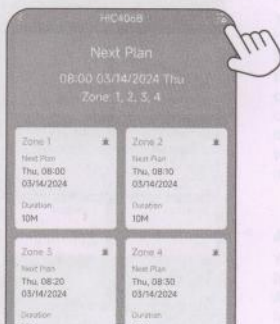 HIC406B
Next Plan
08:00 03/14/2024 Thu
Zone: 1, 2, 3, 4
Zone 1
Next Plan
Thu, 08:00
03/14/2024
Duration
10M
Zone 2
Next Plan
Thu, 08:10
03/14/2024
Duration
10M
Zone 3
Next Plan
Thu, 08:20
03/14/2024
Duration
Zone 4
Next Plan
Thu, 08:30
03/14/2024
Duration